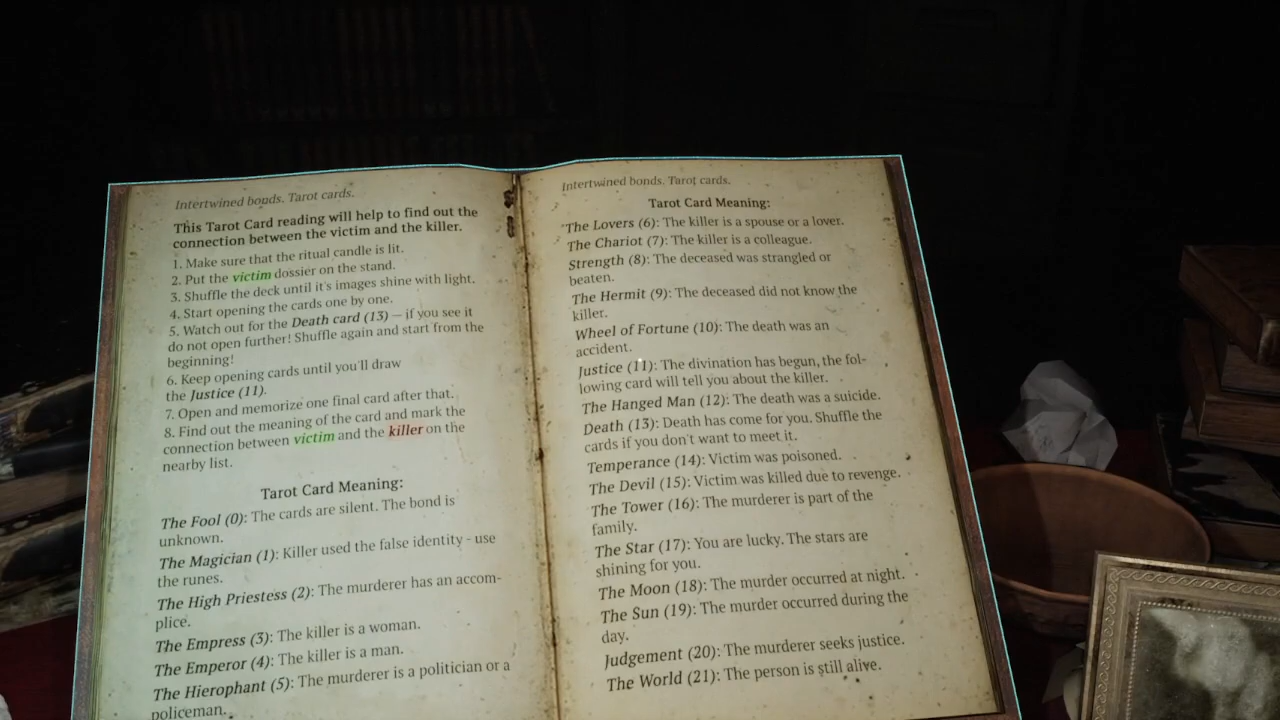 Intertwined bonds. Tarot cards.
This Tarot Card reading will help to find out the
connection between the victim and the killer.
1. Make sure that the ritual candle is lit.
2. Put the victim dossier on the stand.
3. Shuffle the deck until it's images shine with light.
4. Start opening the cards one by one.
5. Watch out for the Death card (13) – if you see it
do not open further! Shuffle again and start from the
beginning!
6. Keep opening cards until you'll draw
the Justice (11).
7. Open and memorize one final card after that.
8. Find out the meaning of the card and mark the
connection between victim and the killer on the
nearby list.
Tarot Card Meaning:
The Fool (0): The cards are silent. The bond is
unknown.
The Magician (1): Killer used the false identity - use
the runes.
The High Priestess (2): The murderer has an accom-
plice.
The Empress (3): The killer is a woman.
The Emperor (4): The killer is a man.
The Hierophant (5): The murderer is a politician or a
policeman.
Intertwined bonds. Tarot cards.
Tarot Card Meaning:
The Lovers (6): The killer is a spouse or a lover.
The Chariot (7): The killer is a colleague.
Strength (8): The deceased was strangled or
beaten.
The Hermit (9): The deceased did not know the
killer.
Wheel of Fortune (10): The death was an
accident.
Justice (11): The divination has begun, the fol-
lowing card will tell you about the killer.
The Hanged Man (12): The death was a suicide.
Death (13): Death has come for you. Shuffle the
cards if you don't want to meet it.
Temperance (14): Victim was poisoned.
The Devil (15): Victim was killed due to revenge.
The Tower (16): The murderer is part of the
family.
The Star (17): You are lucky. The stars are
shining for you.
The Moon (18): The murder occurred at night.
The Sun (19): The murder occurred during the
day.
Judgement (20): The murderer seeks justice.
The World (21): The person is still alive.